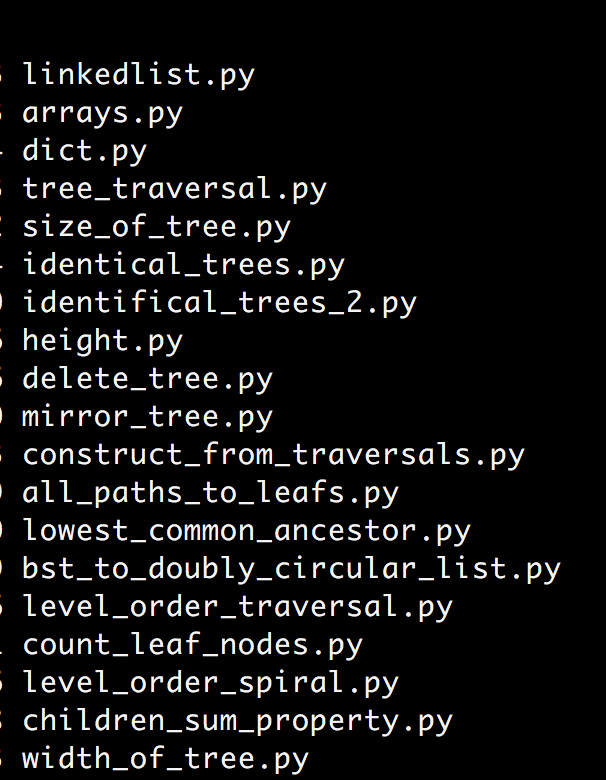 linkedlist.py
arrays.py
dict.py
tree_traversal.py
size_of_tree.py
identical_trees.py
identifical_trees_2.py
height.py
delete_tree.py
mirror_tree.py
construct_from_traversals.py
all_paths_to_leafs.py
lowest_common_ancestor.py
bst_to_doubly_circular_list.py
level_order_traversal.py
count_leaf_nodes.py
level_order_spiral.py
children_sum_property.py
width_of_tree.py